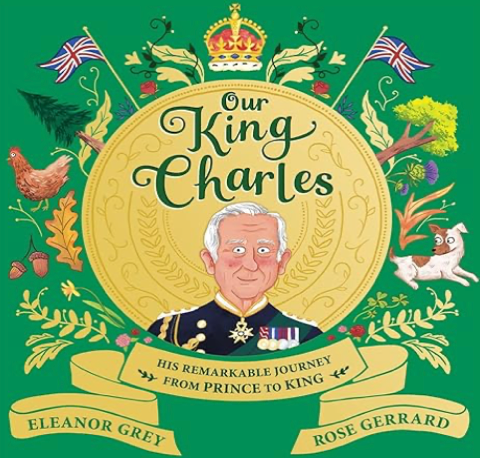 Our
King
Charles
HIS REMARKABLE JOURNEY
FROM PRINCE TO KING
ELEANOR GREY
ROSE GERRARD